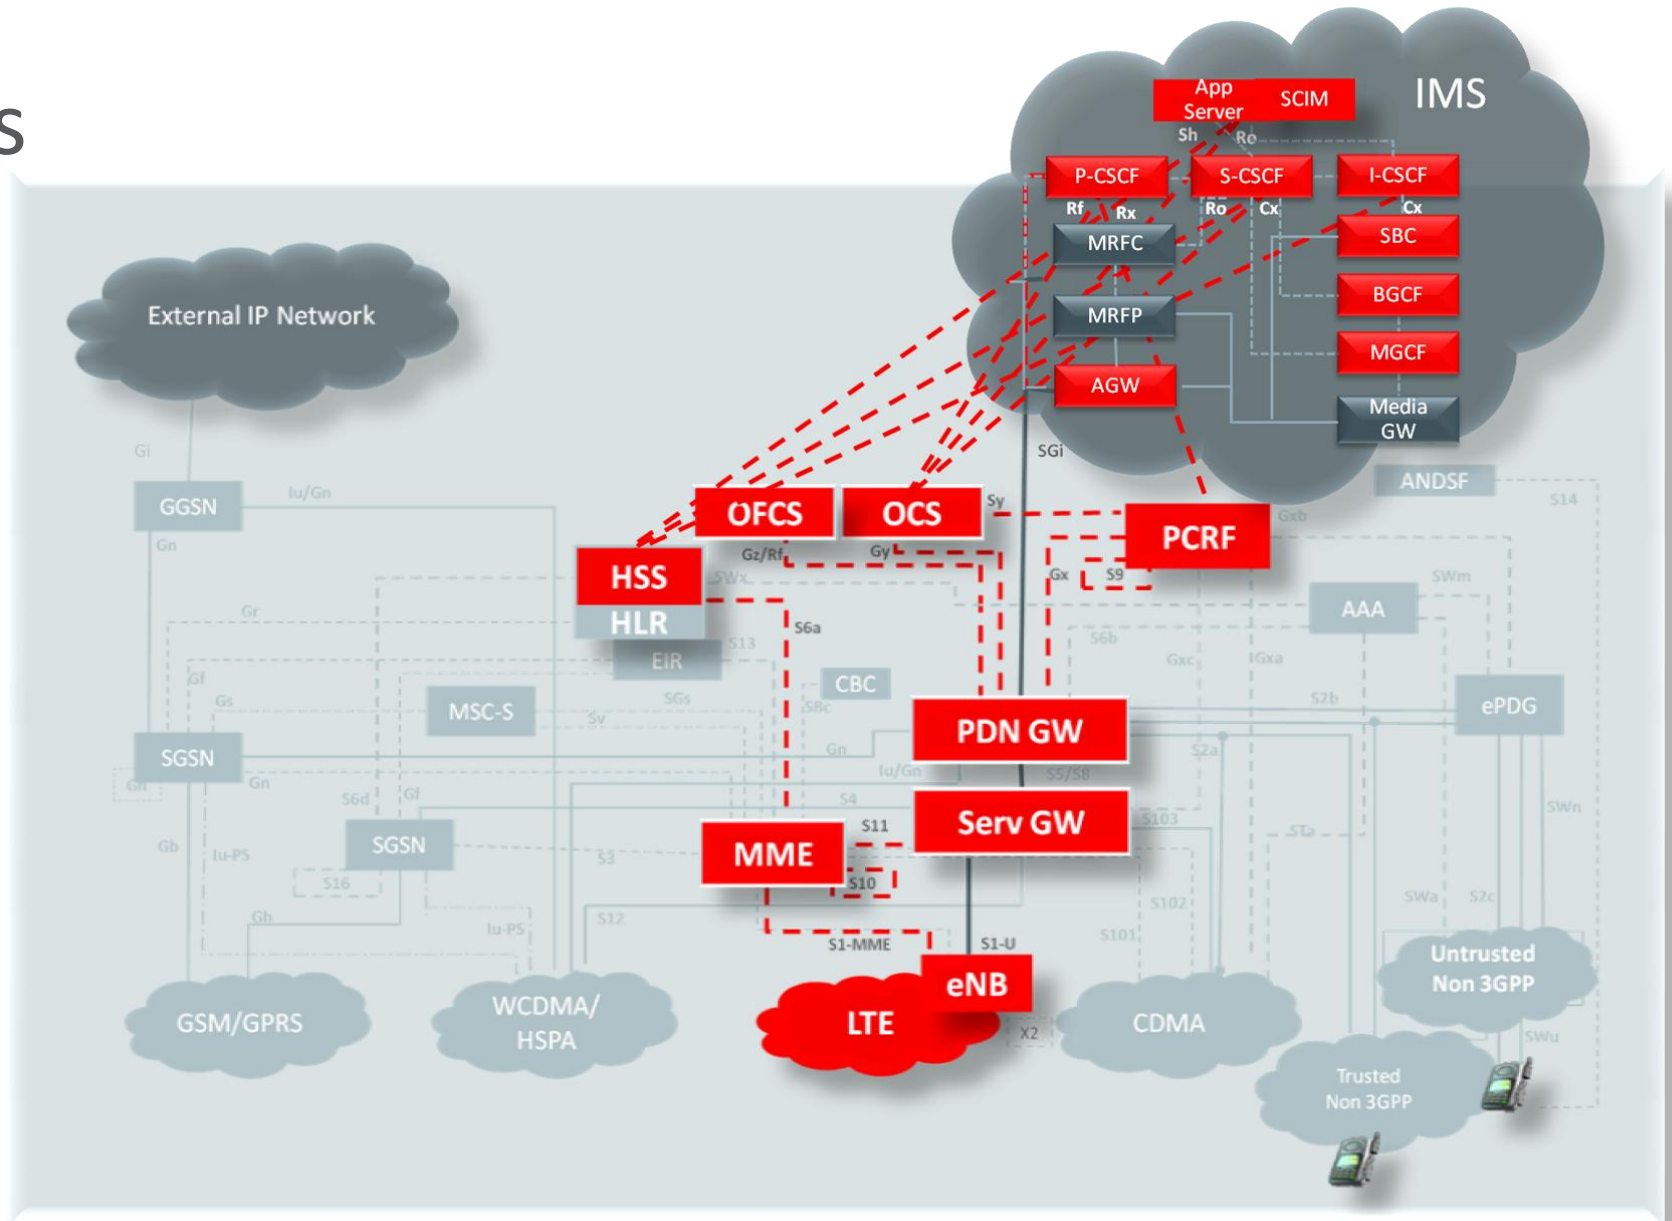 s
IMS
App
Server
SCIM
Sh
Ro
P-CSCF
S-CSCF
I-CSCF
Rf
Rx
Ro
Cx
Cx
MRFC
SBC
External IP Network
MRFP
BGCF
MGCF
AGW
Media
GW
Gi
SGi
ANDSF
GGSN
Iu/Gn
OFCS
OCS
Sy
PCRF
Gxb
S14
Gn
Gz/Rf
Gy
Gx
S9
HSS
SWx
SWm
HLR
Gr
S6a
AAA
S13
S6b
EIR
Gxc
Gxa
Gf
CBC
Gs
MSC-S
SGs
SBc
Sv
S2b
ePDG
PDN GW
SGSN
Gn
S2a
Gn
Gn
Iu/Gn
S5/S8
S6d
Gf
S4
Serv GW
S103
SWn
S11
STa
SGSN
MME
Gb
Iu-PS
S3
S16
S10
SWa
S2c
S102
Gb
S12
Iu-PS
S101
S1-MME
S1-U
Untrusted
Non 3GPP
eNB
WCDMA/
HSPA
GSM/GPRS
LTE
X2
CDMA
SWu
Trusted
Non 3GPP